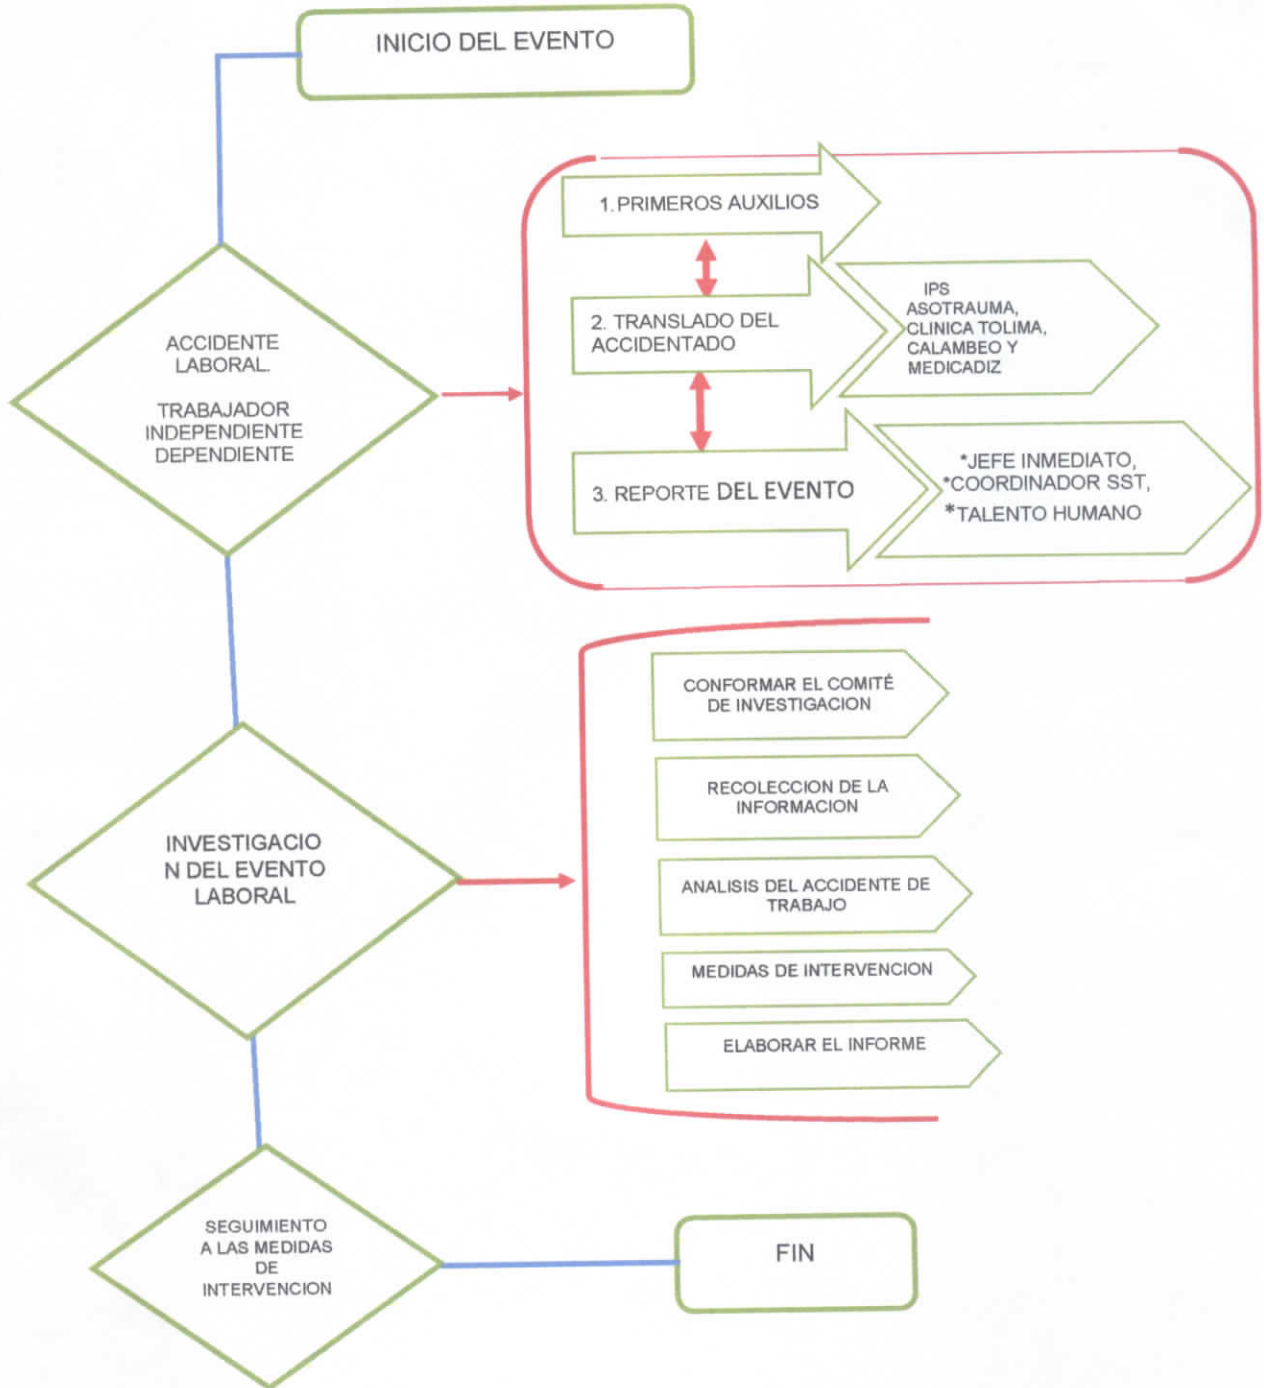 INICIO DEL EVENTO
1. PRIMEROS AUXILIOS
2. TRANSLADO DEL
ACCIDENTADO
IPS
ASOTRAUMA,
CLINICA TOLIMA,
CALAMBEO Y
MEDICADIZ
ACCIDENTE
LABORAL.
TRABAJADOR
INDEPENDIENTE
DEPENDIENTE
3. REPORTE DEL EVENTO
*JEFE INMEDIATO,
*COORDINADOR SST,
*TALENTO HUMANO
INVESTIGACIO
N DEL EVENTO
LABORAL
CONFORMAR EL COMITÉ
DE INVESTIGACION
RECOLECCION DE LA
INFORMACION
ANALISIS DEL ACCIDENTE DE
TRABAJO
MEDIDAS DE INTERVENCION
ELABORAR EL INFORME
SEGUIMIENTO
A LAS MEDIDAS
DE
INTERVENCION
FIN